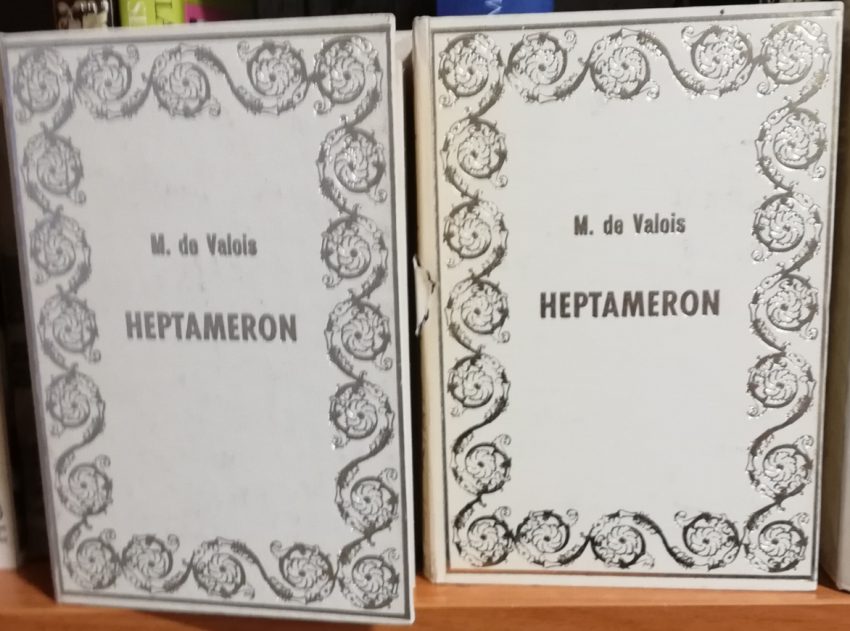 M. de Valois
HEPTAMERON
M. de Valois
HEPTAMERON